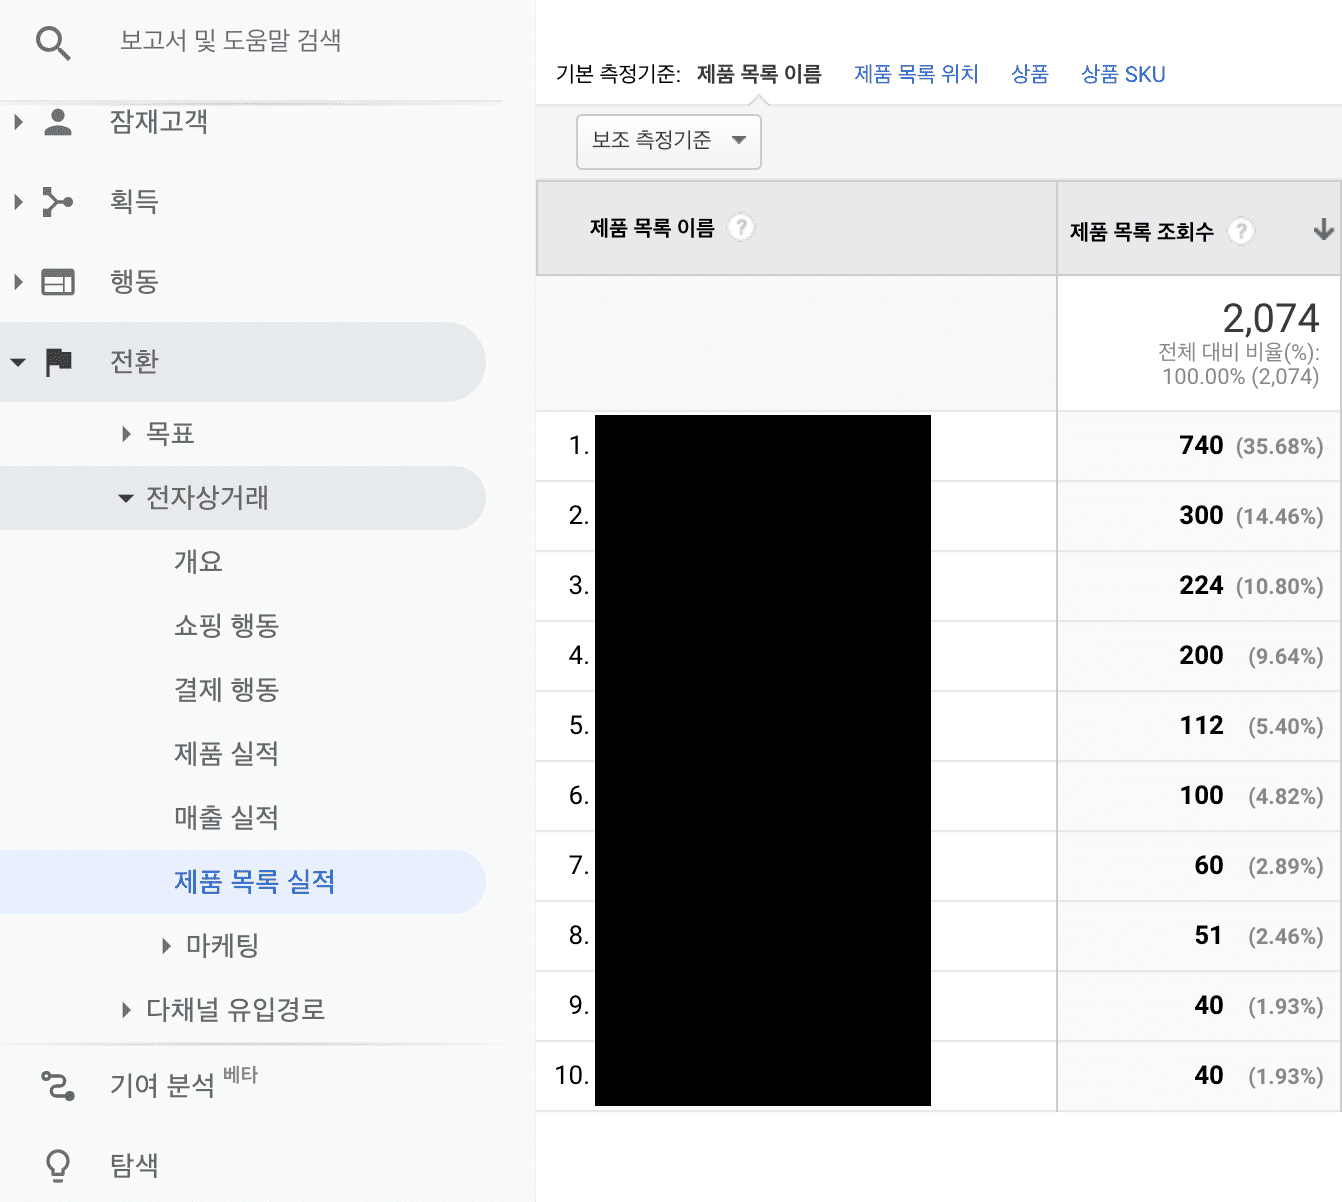 보고서 및 도움말 검색
잠재고객
획득
행동
전환
목표
전자상거래
개요
쇼핑 행동
결제 행동
제품 실적
매출 실적
제품 목록 실적
마케팅
다채널 유입경로
기여 분석 베타
탐색
기본 측정기준: 제품 목록 이름 제품 목록 위치 상품 상품 SKU
보조 측정기준
제품 목록 이름 ? 제품 목록 조회수 ?
2,074
전체 대비 비율(%):
100.00% (2,074)
1. 740 (35.68%)
2. 300 (14.46%)
3. 224 (10.80%)
4. 200 (9.64%)
5. 112 (5.40%)
6. 100 (4.82%)
7. 60 (2.89%)
8. 51 (2.46%)
9. 40 (1.93%)
10. 40 (1.93%)